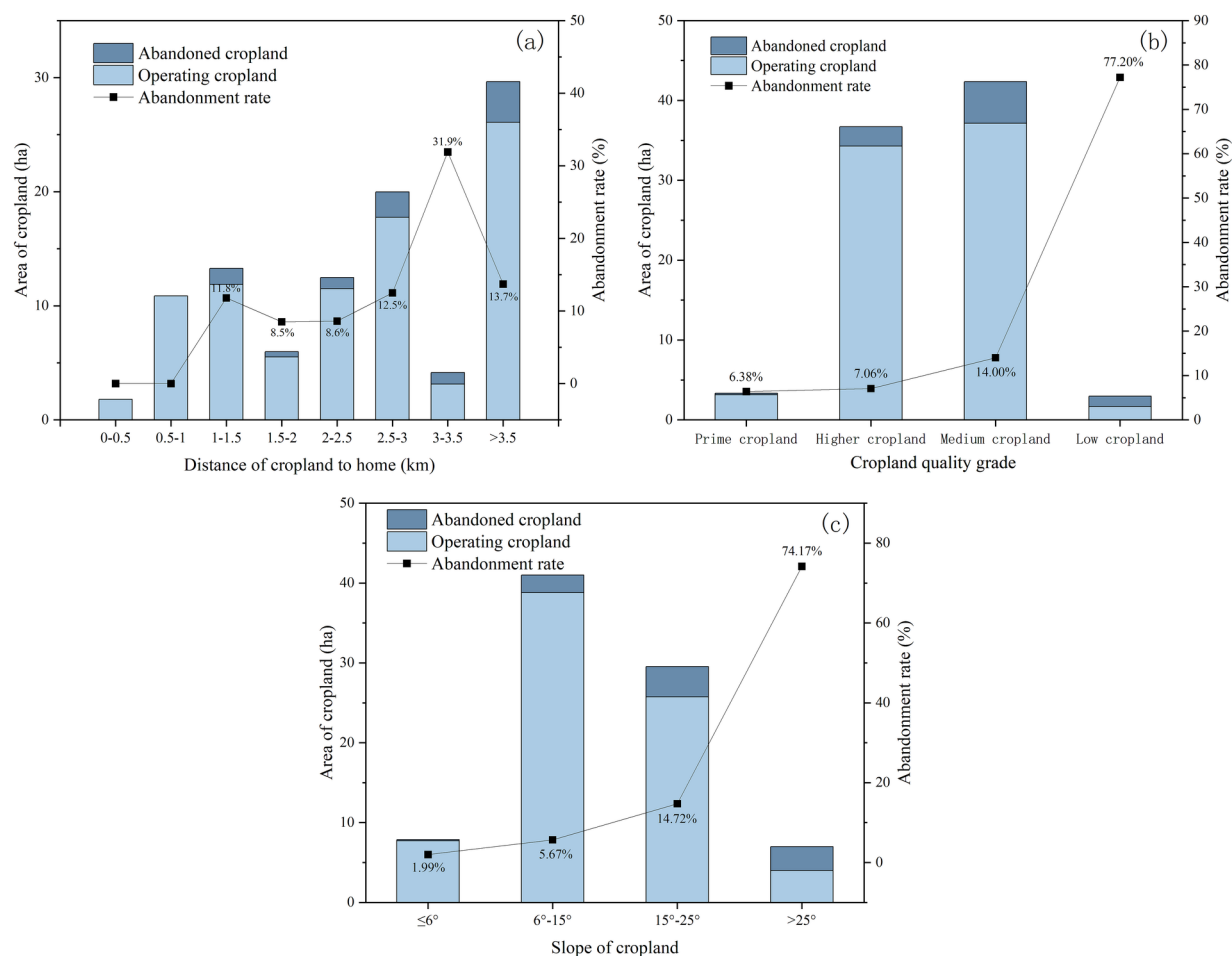 (a)
Abandoned cropland
Operating cropland
Abandonment rate
Area of cropland (ha)
0
10
20
30
Abandonment rate (%)
0
10
20
30
40
50
11.8%
8.5%
8.6%
12.5%
31.9%
13.7%
0-0.5
0.5-1
1-1.5
1.5-2
2-2.5
2.5-3
3-3.5
>3.5
Distance of cropland to home (km)
(b)
Abandoned cropland
Operating cropland
Abandonment rate
Area of cropland (ha)
0
10
20
30
40
50
Abandonment rate (%)
0
10
20
30
40
50
60
70
80
90
6.38%
7.06%
14.00%
77.20%
Prime cropland
Higher cropland
Medium cropland
Low cropland
Cropland quality grade
(c)
Abandoned cropland
Operating cropland
Abandonment rate
Area of cropland (ha)
0
10
20
30
40
50
Abandonment rate (%)
0
20
40
60
80
1.99%
5.67%
14.72%
74.17%
≤6°
6°-15°
15°-25°
>25°
Slope of cropland